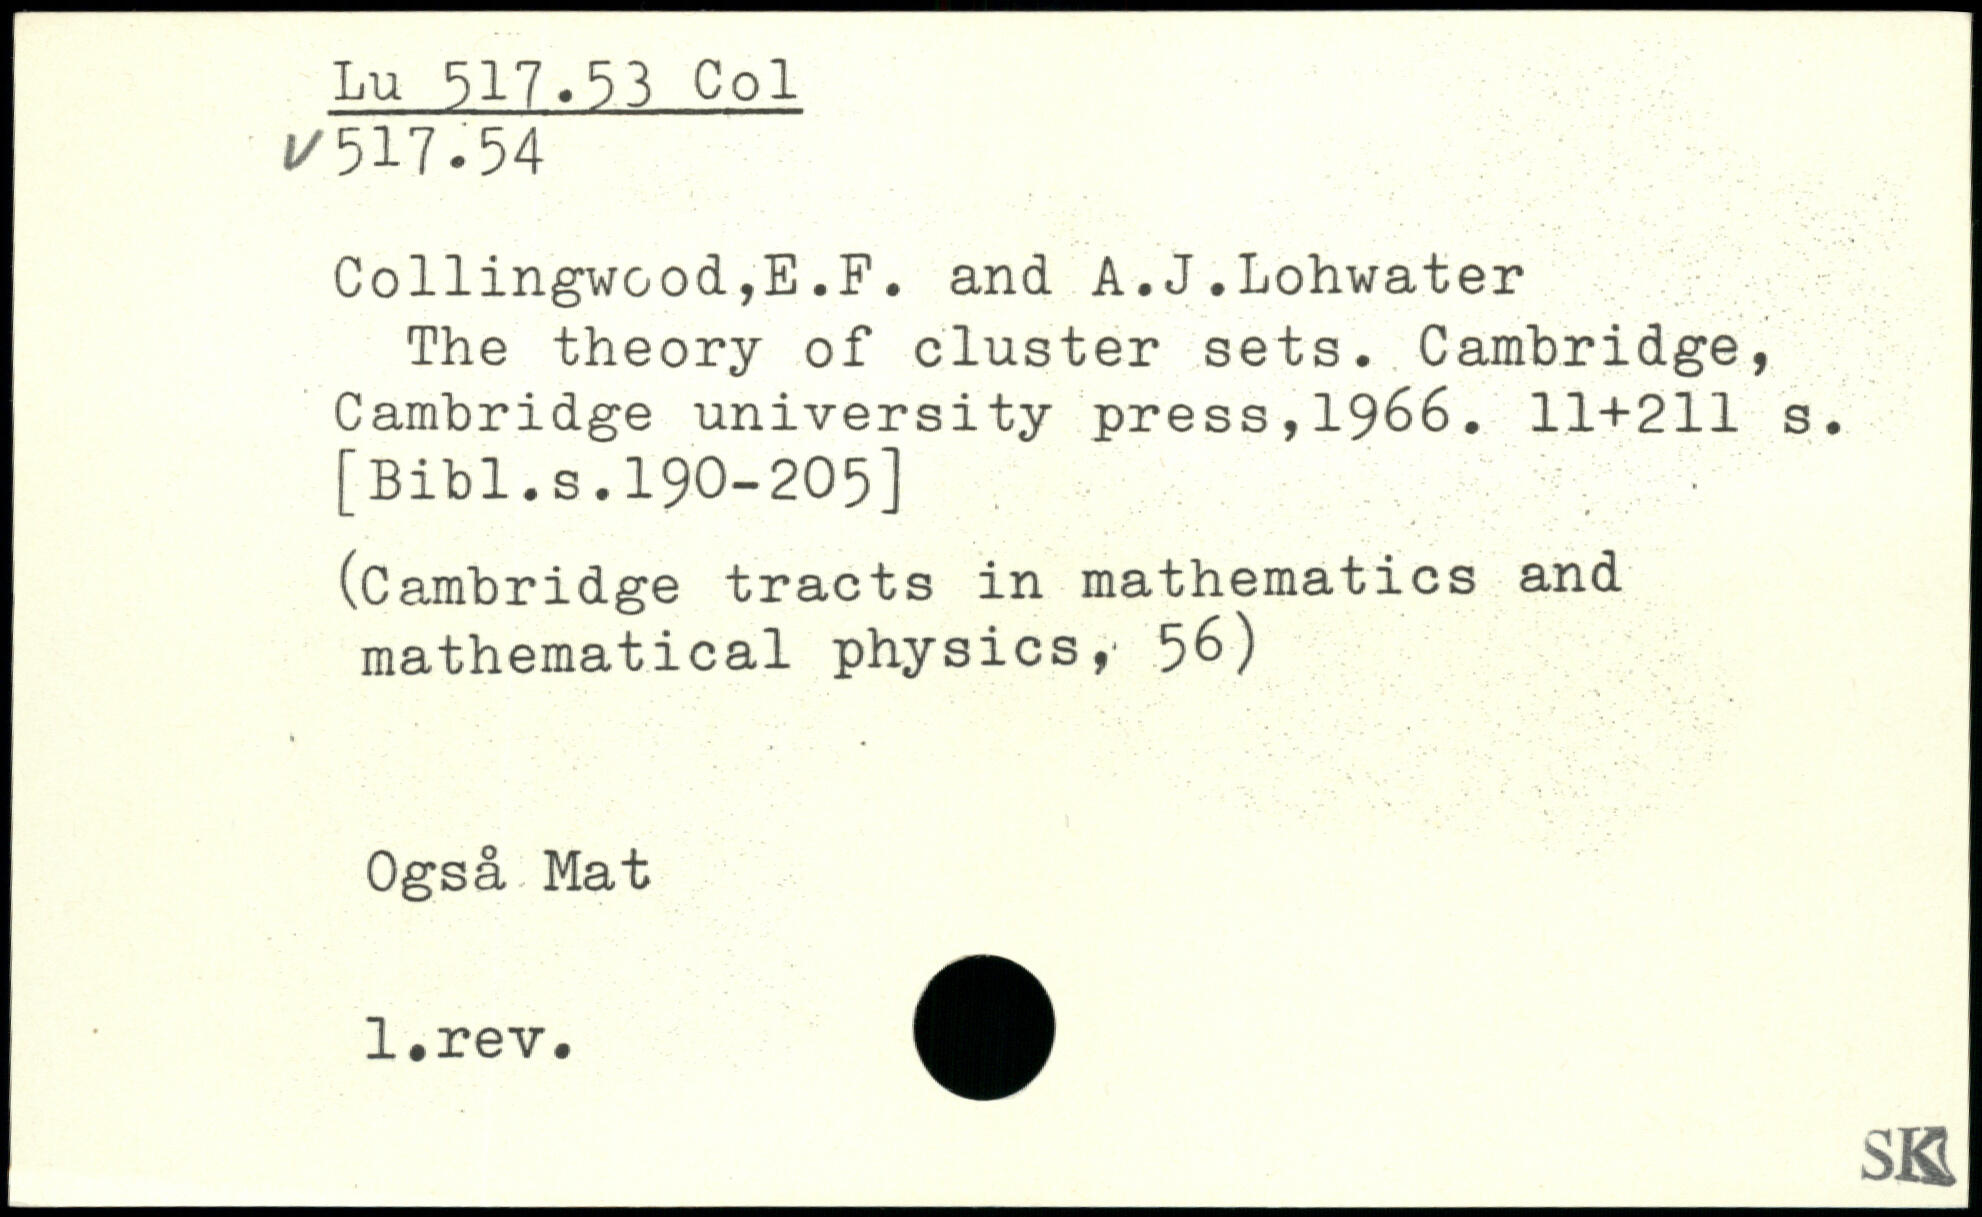 Lu 517.53 Col
v 517.54
Collingwood,E.F. and A.J.Lohwater
The theory of cluster sets. Cambridge,
Cambridge university press,1966. 11+211 s.
[Bibl.s.190-205]
(Cambridge tracts in mathematics and
mathematical physics, 56)
Også Mat
1.rev.
SK